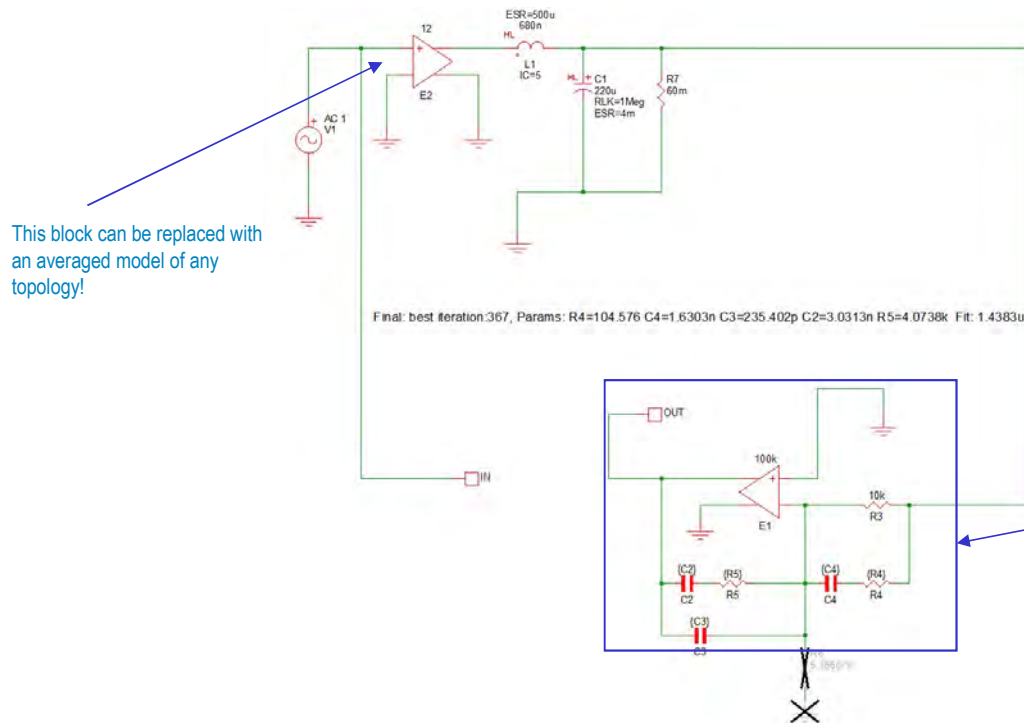 ESR=500u
680n
12
HL
L1
IC=5
E2
HL
C1
220u
RLK=1Meg
ESR=4m
R7
60m
AC 1
V1
This block can be replaced with
an averaged model of any
topology!
Final: best iteration:367, Params: R4=104.576 C4=1.6303n C3=235.402p C2=3.0313n R5=4.0738k Fit: 1.4383u
OUT
IN
100k
E1
10k
R3
{C2}
C2
{R5}
R5
{C4}
C4
{R4}
R4
{C3}
C3